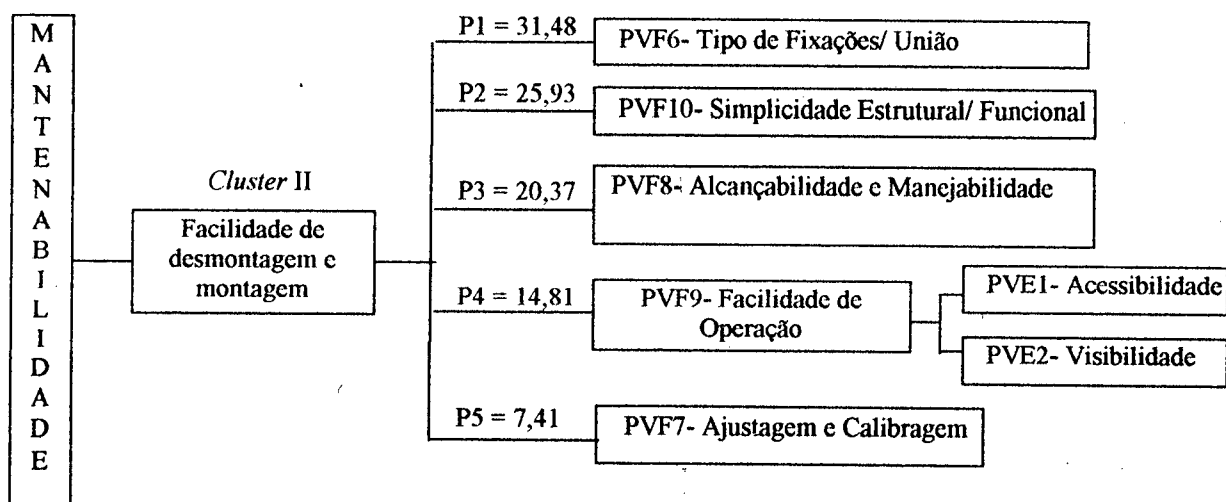 MANTENABILIDADE
Cluster II
Facilidade de
desmontagem e
montagem
P1 = 31,48
PVF6- Tipo de Fixações/ União
P2 = 25,93
PVF10- Simplicidade Estrutural/ Funcional
P3 = 20,37
PVF8- Alcançabilidade e Manejabilidade
P4 = 14,81
PVF9- Facilidade de
Operação
PVE1- Acessibilidade
PVE2- Visibilidade
P5 = 7,41
PVF7- Ajustagem e Calibragem